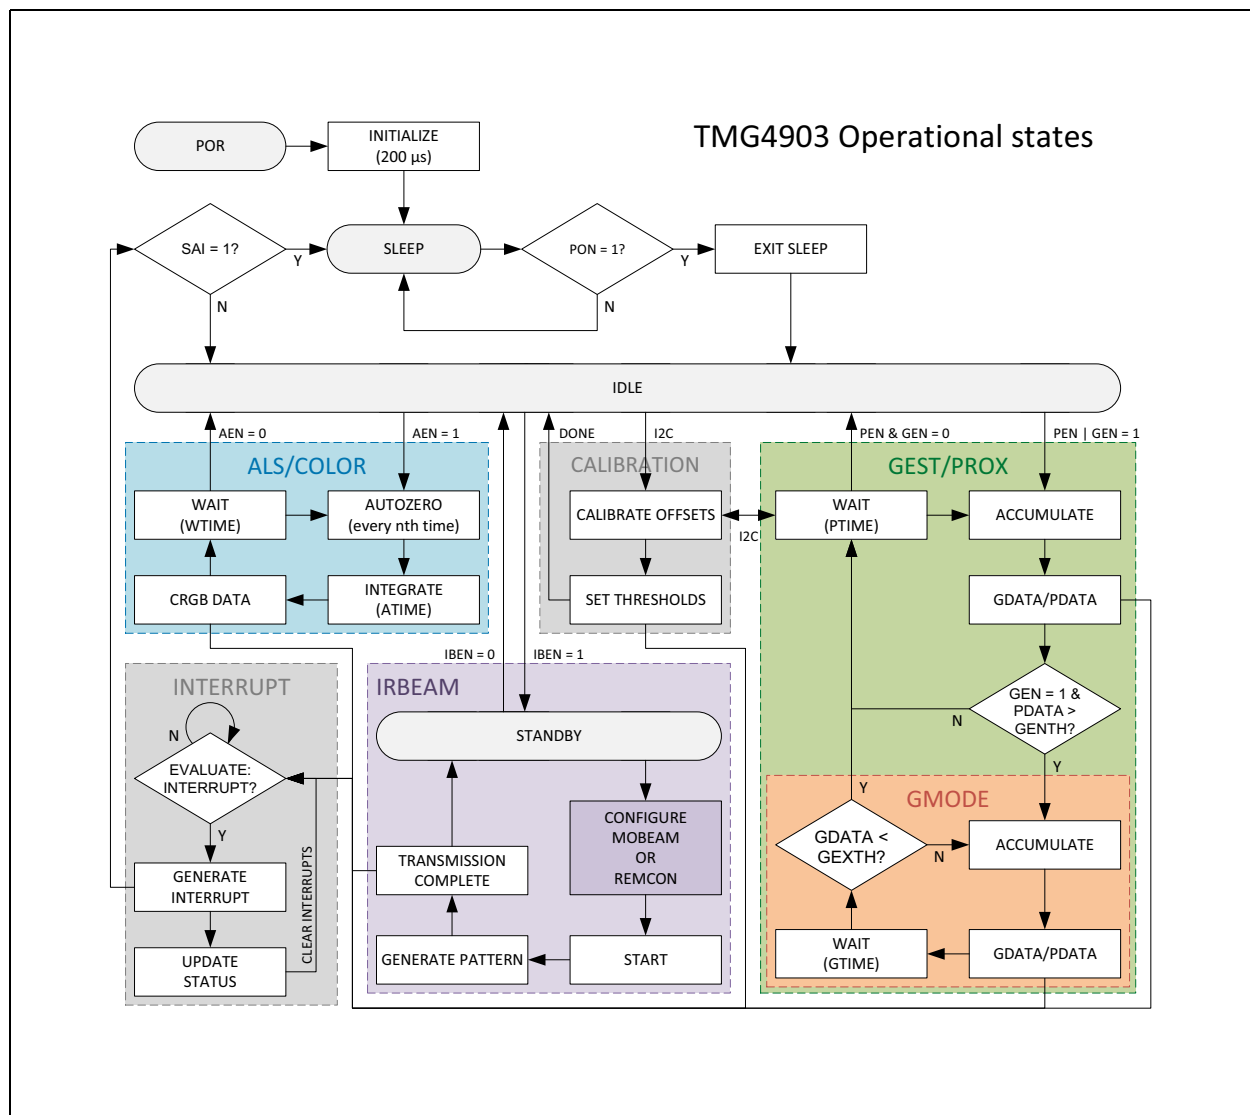 TMG4903 Operational states
POR
INITIALIZE
(200 µs)
SAI = 1?
Y
N
SLEEP
PON = 1?
Y
N
EXIT SLEEP
IDLE
AEN = 0
AEN = 1
DONE
I2C
PEN & GEN = 0
PEN | GEN = 1
ALS/COLOR
WAIT
(WTIME)
AUTOZERO
(every nth time)
CRGB DATA
INTEGRATE
(ATIME)
CALIBRATION
CALIBRATE OFFSETS
I2C
SET THRESHOLDS
GEST/PROX
WAIT
(PTIME)
ACCUMULATE
GDATA/PDATA
GEN = 1 &
PDATA >
GENTH?
N
Y
IBEN = 0
IBEN = 1
INTERRUPT
N
EVALUATE:
INTERRUPT?
Y
GENERATE
INTERRUPT
UPDATE
STATUS
CLEAR INTERRUPTS
IRBEAM
STANDBY
CONFIGURE
MOBEAM
OR
REMCON
TRANSMISSION
COMPLETE
GENERATE PATTERN
START
GMODE
Y
GDATA <
GEXTH?
N
ACCUMULATE
WAIT
(GTIME)
GDATA/PDATA